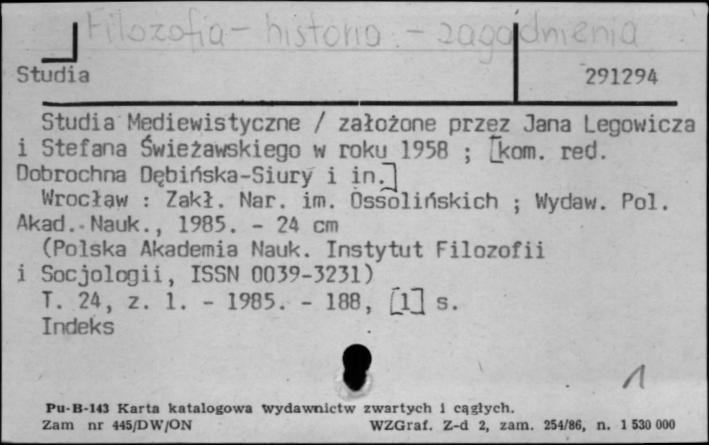 Filozofia - historia - zagadnienia
Studia 291294
Studia Mediewistyczne / założone przez Jana Legowicza
i Stefana Świeżawskiego w roku 1958 ; [kom. red.
Dobrochna Dębińska-Siury i in.]
Wrocław : Zakł. Nar. im. Ossolińskich ; Wydaw. Pol.
Akad. Nauk., 1985. - 24 cm
(Polska Akademia Nauk. Instytut Filozofii
i Socjologii, ISSN 0039-3231)
T. 24, z. 1. - 1985. - 188, [1] s.
Indeks
1
Pu-B-143 Karta katalogowa wydawnictw zwartych i ciągłych.
Zam nr 445/DW/ON WZGraf. Z-d 2, zam. 254/86, n. 1 530 000